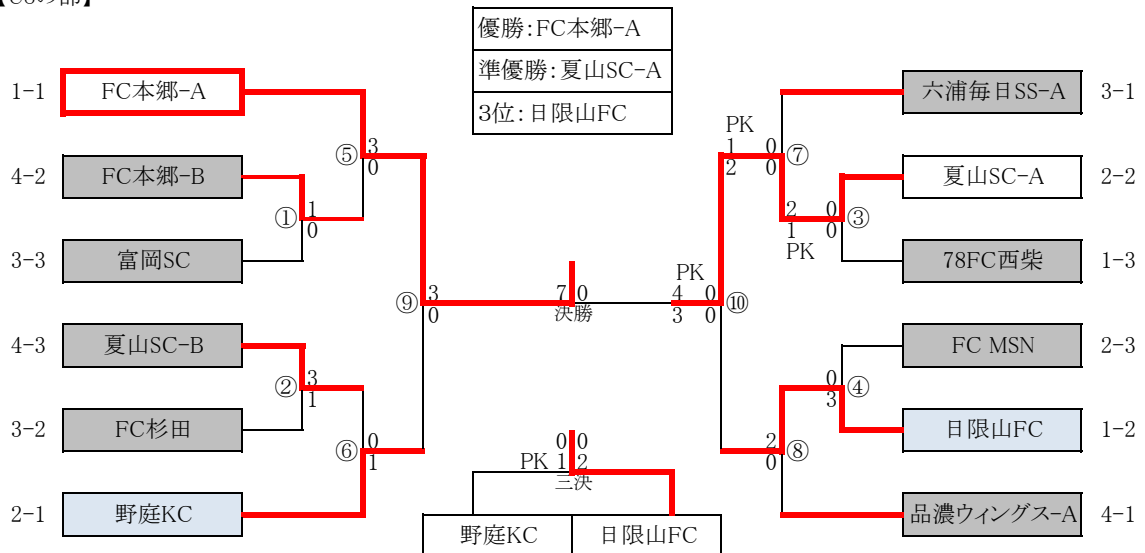 優勝:FC本郷-A
準優勝:夏山SC-A
3位:日限山FC
1-1 FC本郷-A
4-2 FC本郷-B
3-3 富岡SC
4-3 夏山SC-B
3-2 FC杉田
2-1 野庭KC
⑤ 3
0
① 1
0
② 3
1
⑥ 0
1
⑨ 3
0
7 0
決勝
PK
4 0 ⑩
3 0
0 0
PK 1 2
三決
野庭KC 日限山FC
PK
1 0 ⑦
2 0
2 0 ③
1 0
PK
0 ④
3
2 ⑧
0
六浦毎日SS-A 3-1
夏山SC-A 2-2
78FC西柴 1-3
FC MSN 2-3
日限山FC 1-2
品濃ウィングス-A 4-1